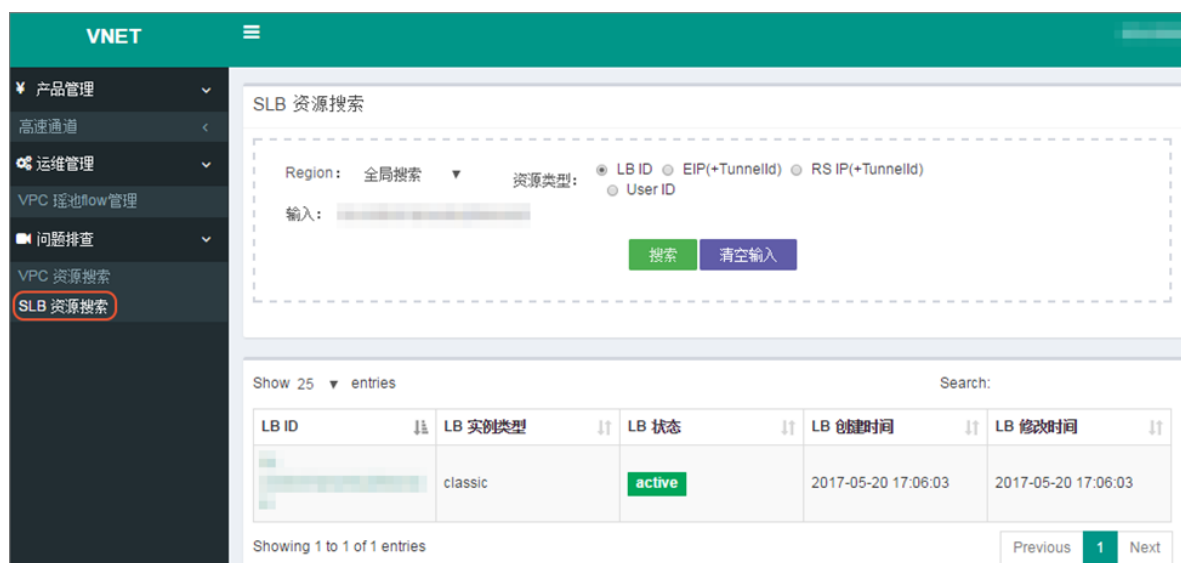 VNET
¥ 产品管理
高速通道
运维管理
VPC 瑶池flow管理
问题排查
VPC 资源搜索
SLB 资源搜索
SLB 资源搜索
Region: 全局搜索 ▼ 资源类型: LB ID EIP(+TunnelId) RS IP(+TunnelId)
User ID
输入:
搜索 清空输入
Show 25 ▼ entries Search:
LB ID LB 实例类型 LB 状态 LB 创建时间 LB 修改时间
classic active 2017-05-20 17:06:03 2017-05-20 17:06:03
Showing 1 to 1 of 1 entries Previous 1 Next